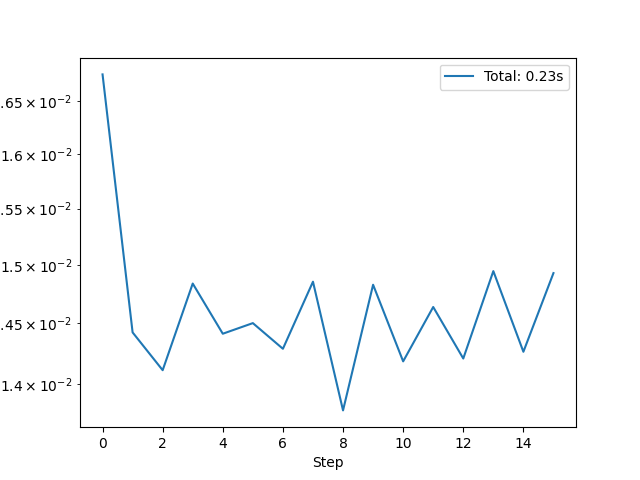 Total: 0.23s
.65 × 10⁻²
1.6 × 10⁻²
.55 × 10⁻²
1.5 × 10⁻²
.45 × 10⁻²
1.4 × 10⁻²
0 2 4 6 8 10 12 14
Step